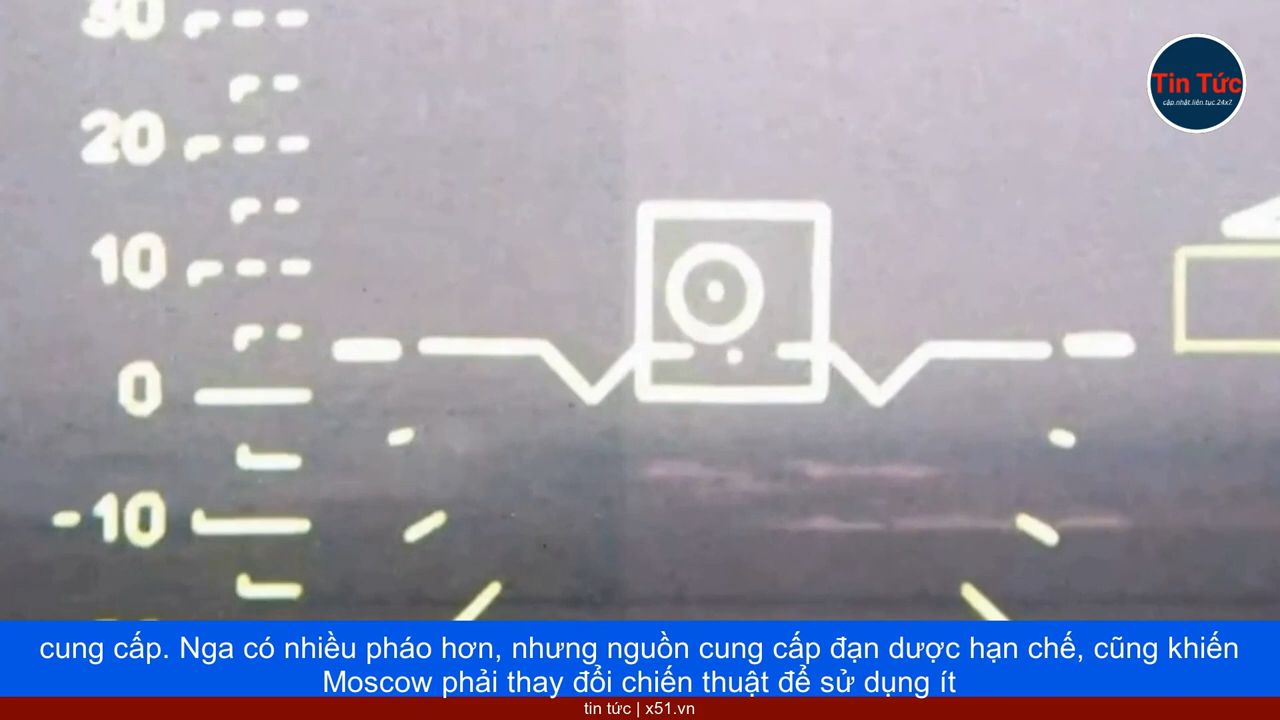 30
20
10
0
-10
Tin Tức
cập nhật liên tục 24x7
cung cấp. Nga có nhiều pháo hơn, nhưng nguồn cung cấp đạn dược hạn chế, cũng khiến
Moscow phải thay đổi chiến thuật để sử dụng ít
tin tức | x51.vn